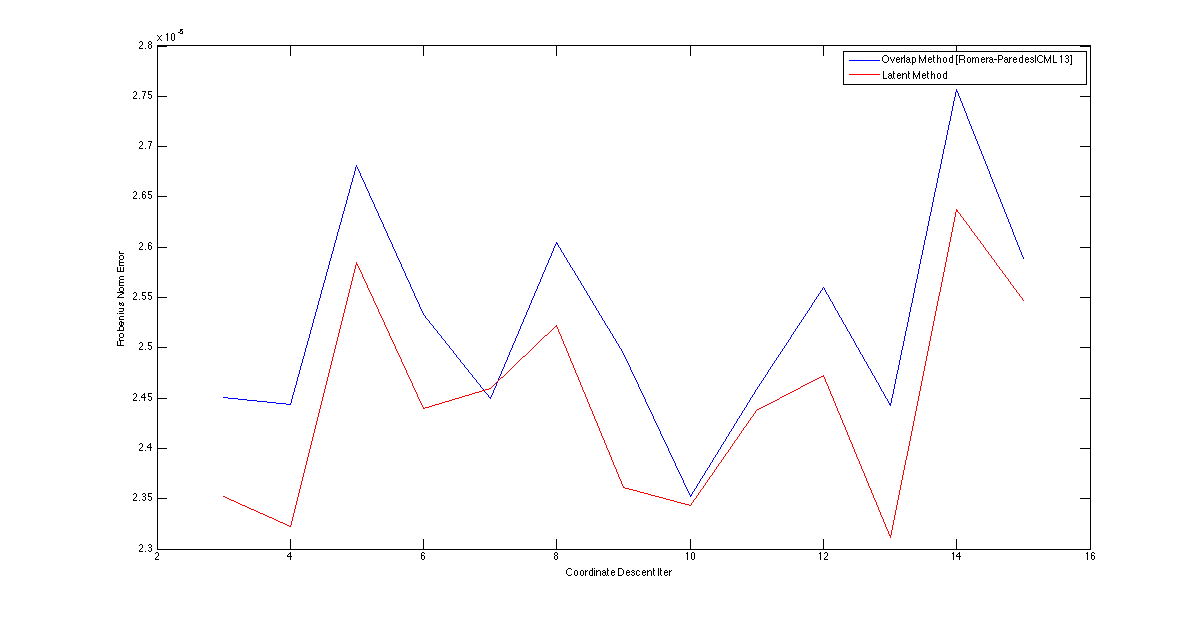 x 10^-5
2.8
2.75
2.7
2.65
2.6
2.55
2.5
2.45
2.4
2.35
2.3
Frobenius Norm Error
2 4 6 8 10 12 14 16
Coordinate Descent Iter
Overlap Method [Romera-ParedesICML13]
Latent Method